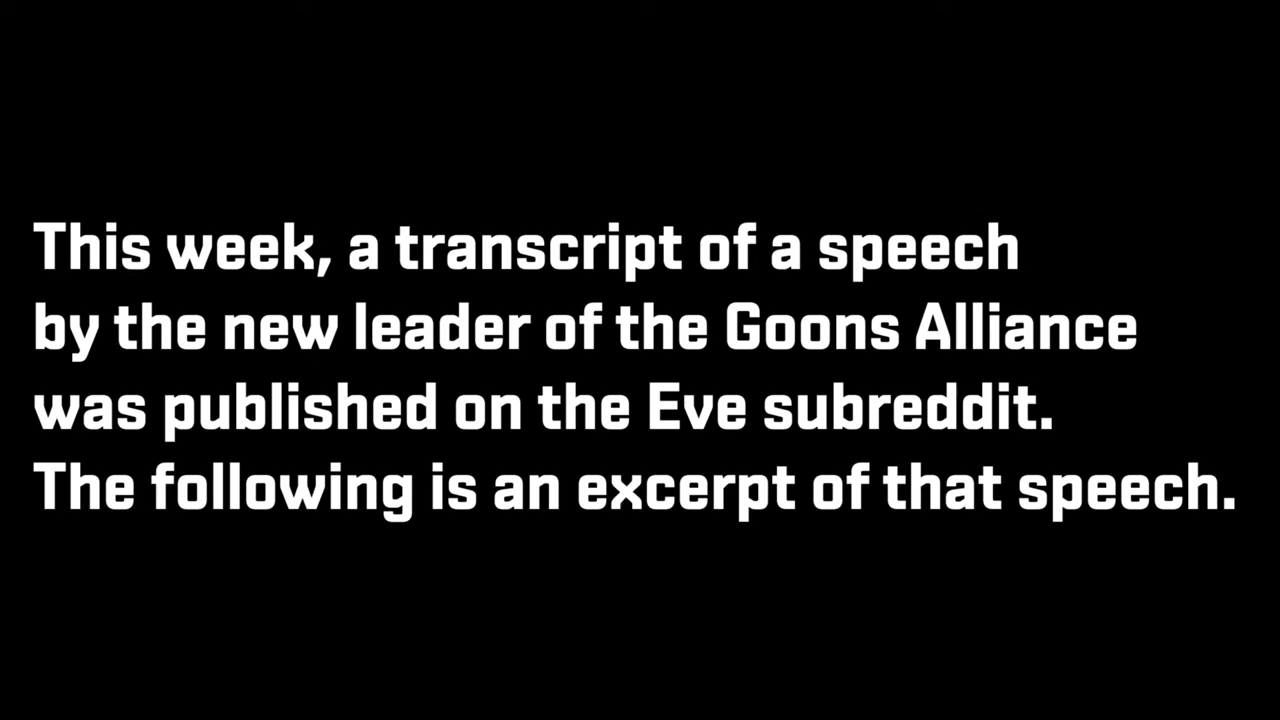 This week, a transcript of a speech
by the new leader of the Goons Alliance
was published on the Eve subreddit.
The following is an excerpt of that speech.